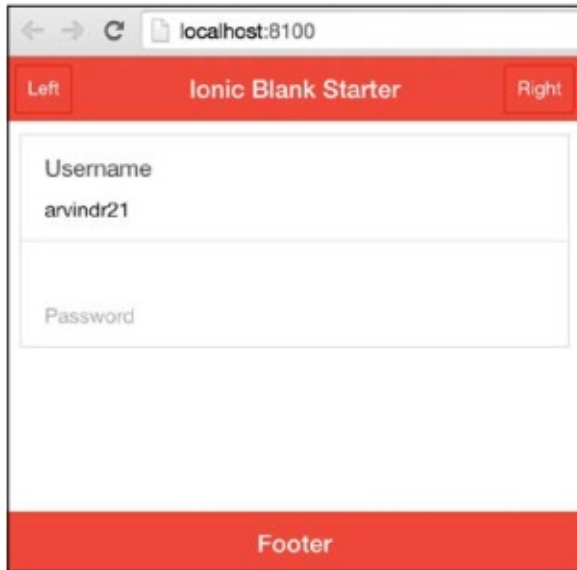 localhost:8100
Left Ionic Blank Starter Right
Username
arvindr21
Password
Footer